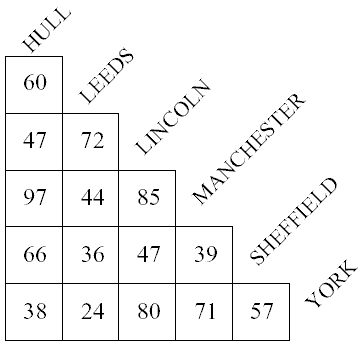 HULL
60 LEEDS
47 72 LINCOLN
97 44 85 MANCHESTER
66 36 47 39 SHEFFIELD
38 24 80 71 57 YORK